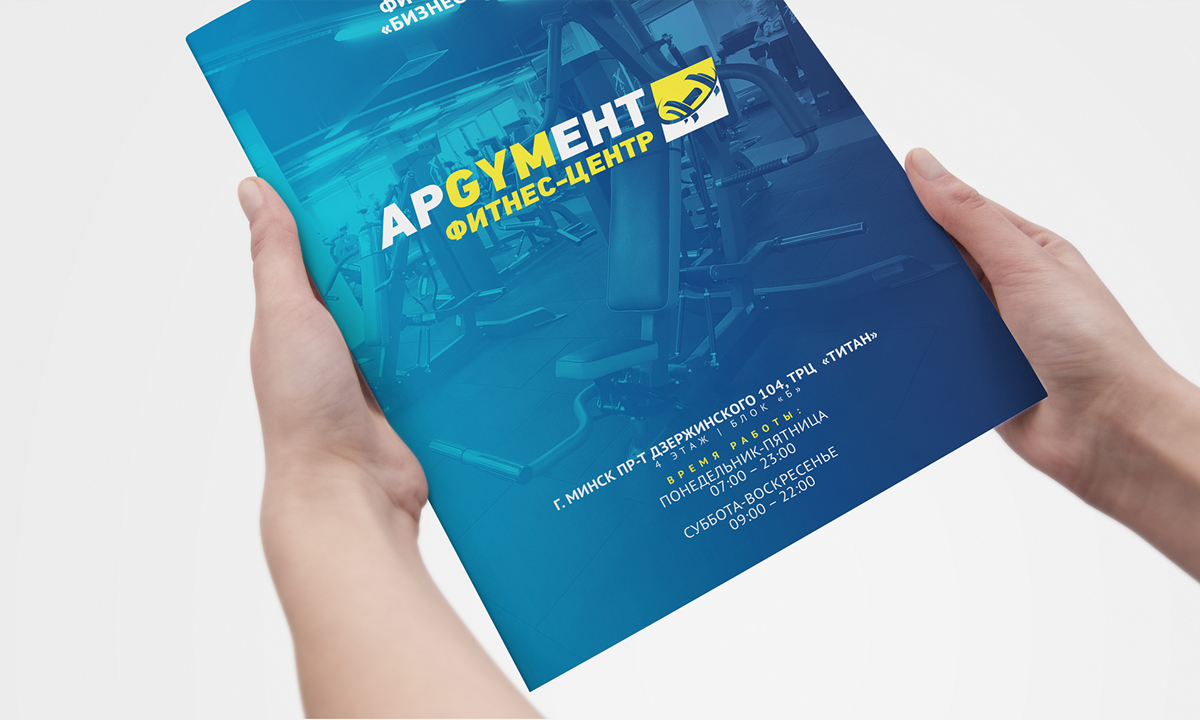 «БИЗНЕС
АРGYMЕНТ
ФИТНЕС-ЦЕНТР
Г. МИНСК ПР-Т ДЗЕРЖИНСКОГО 104, ТРЦ «ТИТАН»
4 ЭТАЖ | БЛОК «Б»
ВРЕМЯ РАБОТЫ:
ПОНЕДЕЛЬНИК-ПЯТНИЦА
07:00 – 23:00
СУББОТА-ВОСКРЕСЕНЬЕ
09:00 – 22:00